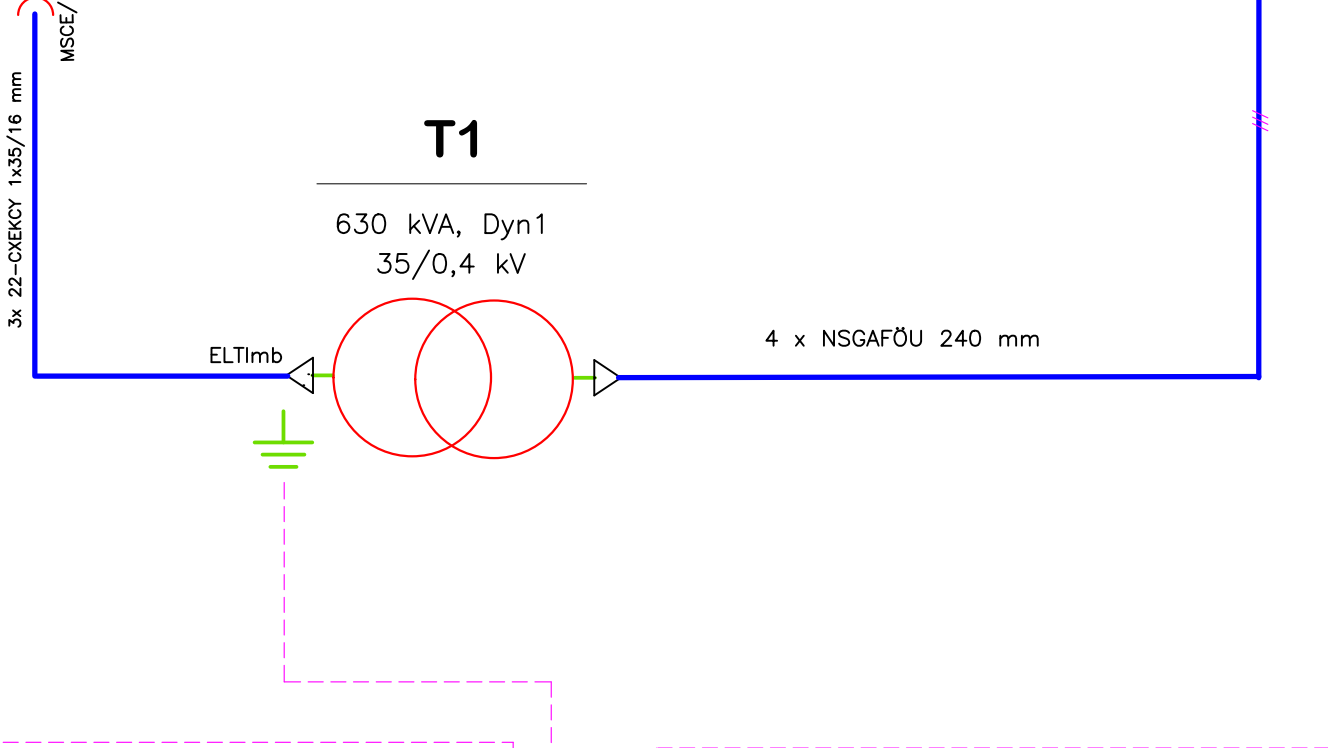 MSCE/
3x 22-CXEKCY 1x35/16 mm
T1
630 kVA, Dyn1
35/0,4 kV
ELTImb
4 x NSGAFÖU 240 mm